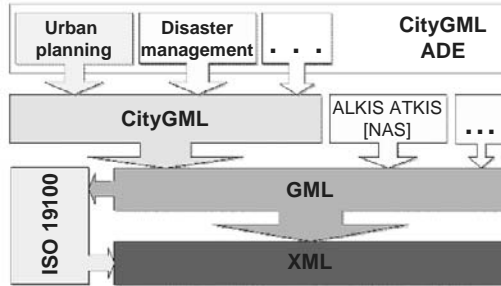 Urban
planning
Disaster
management
. . .
CityGML
ADE
CityGML
ALKIS ATKIS
[NAS]
...
ISO 19100
GML
XML